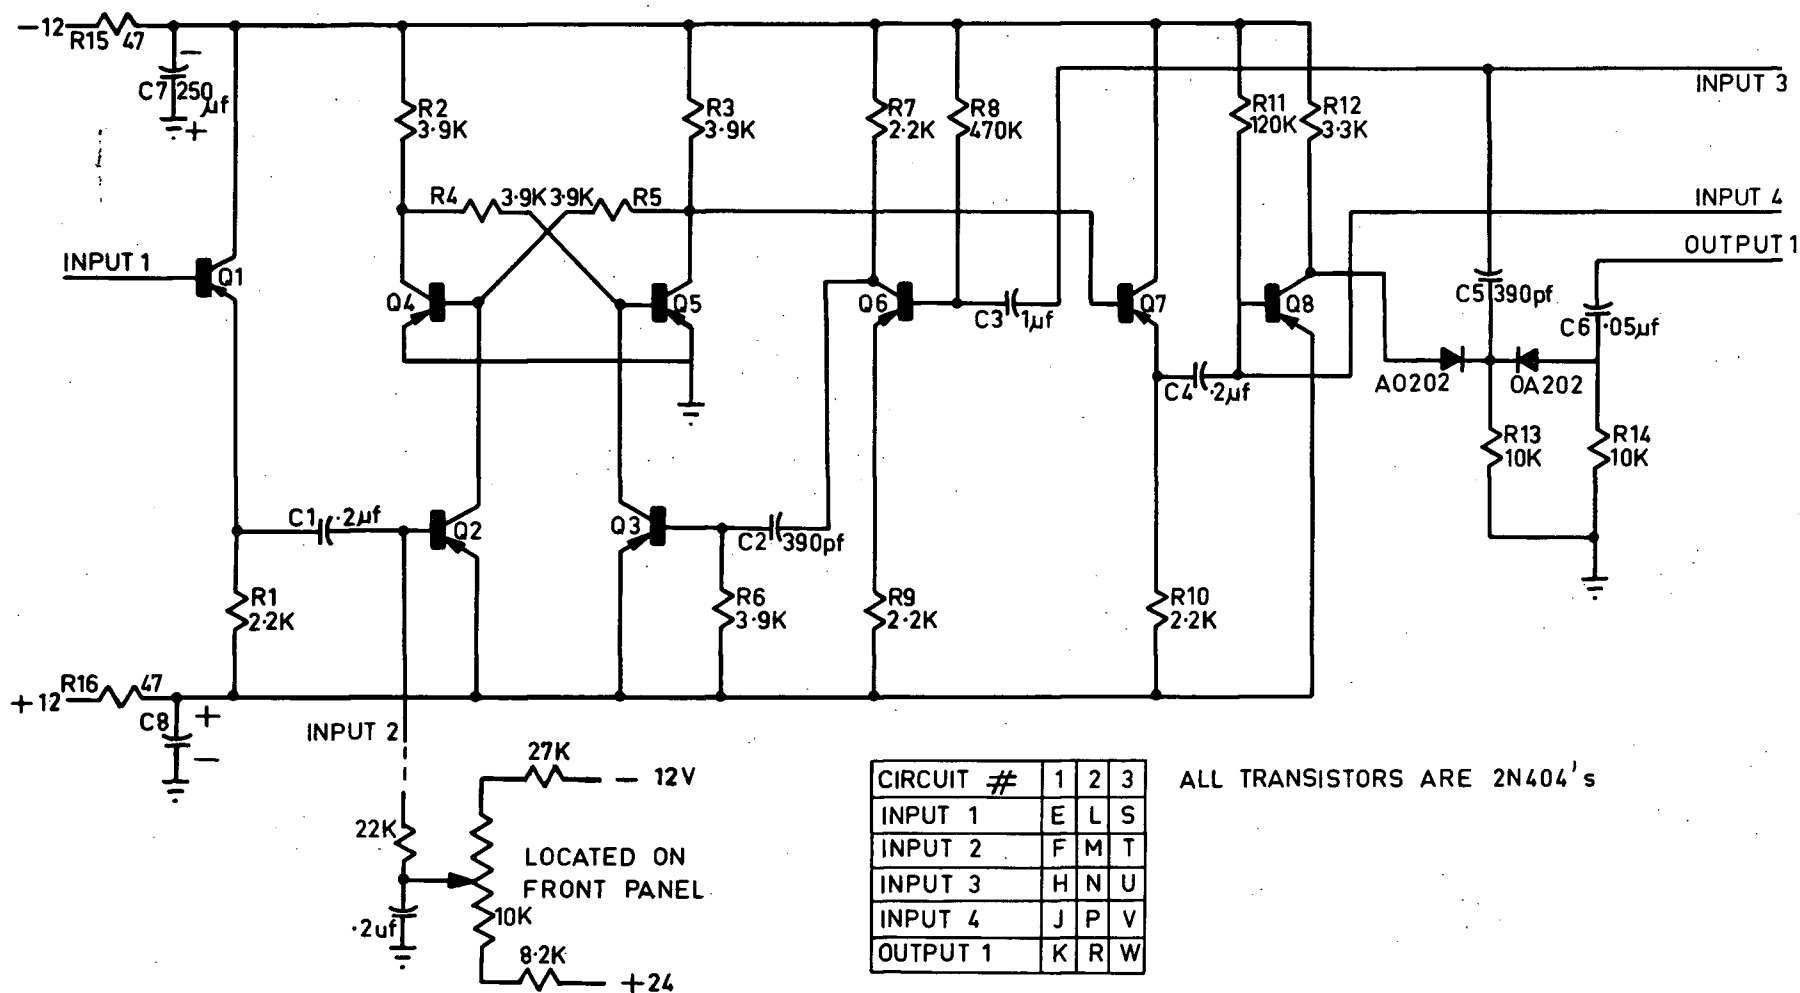 -12
R15 47
C7 250 µf
-
+
R2
3.9K
R3
3.9K
R7
2.2K
R8
470K
R11
120K
R12
3.3K
INPUT 3
R4 3.9K 3.9K R5
INPUT 4
OUTPUT 1
INPUT 1
Q1
Q4
Q5
Q6
C3 1µf
Q7
Q8
C5 390pf
C6 .05µf
C4 .2µf
AO202
OA202
R13
10K
R14
10K
C1 .2µf
Q2
Q3
C2 390pf
R1
2.2K
R6
3.9K
R9
2.2K
R10
2.2K
+12
R16 47
C8
+
-
INPUT 2
27K
- 12V
22K
LOCATED ON
FRONT PANEL
10K
.2uf
8.2K
+24
CIRCUIT # 1 2 3
INPUT 1 E L S
INPUT 2 F M T
INPUT 3 H N U
INPUT 4 J P V
OUTPUT 1 K R W
ALL TRANSISTORS ARE 2N404's